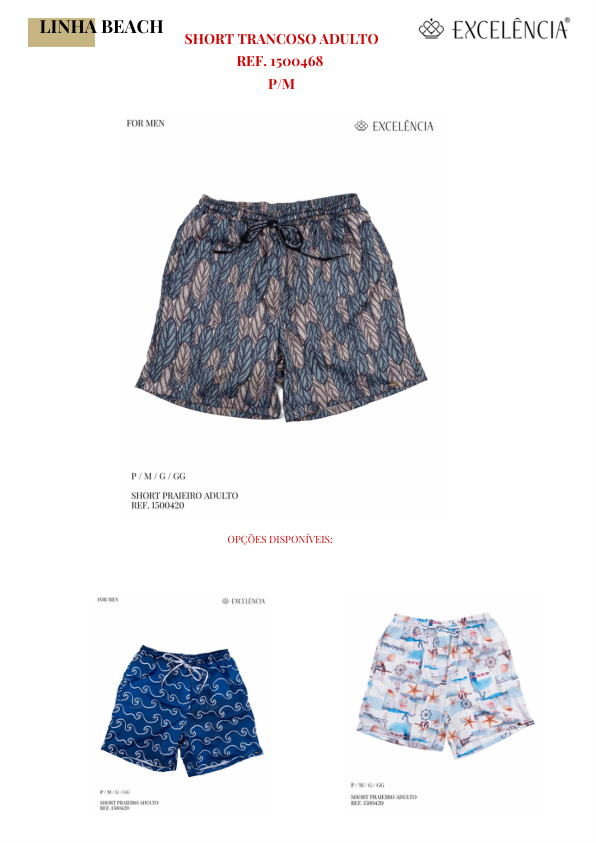 LINHA BEACH
SHORT TRANCOSO ADULTO
REF. 1500468
P/M
EXCELÊNCIA®
FOR MEN
EXCELÊNCIA
P / M / G / GG
SHORT PRAIEIRO ADULTO
REF. 1500420
OPÇÕES DISPONÍVEIS:
FOR MEN
EXCELÊNCIA
P / M / G / GG
SHORT PRAIEIRO ADULTO
REF. 1500420
P / M / G / GG
SHORT PRAIEIRO ADULTO
REF. 1500420